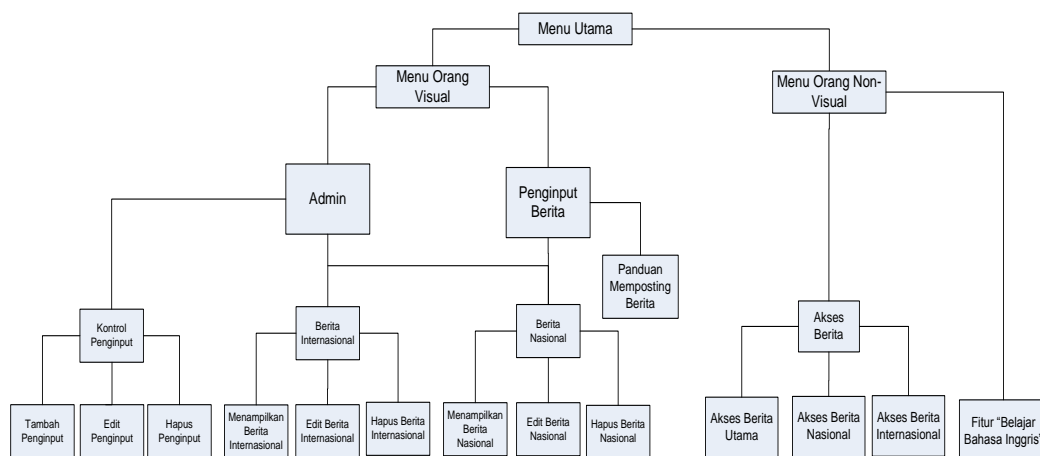 Menu Utama
Menu Orang
Visual
Menu Orang Non-
Visual
Admin
Penginput
Berita
Panduan
Memposting
Berita
Kontrol
Penginput
Berita
Internasional
Berita
Nasional
Akses
Berita
Tambah
Penginput
Edit
Penginput
Hapus
Penginput
Menampilkan
Berita
Internasional
Edit Berita
Internasional
Hapus Berita
Internasional
Menampilkan
Berita
Nasional
Edit Berita
Nasional
Hapus Berita
Nasional
Akses Berita
Utama
Akses Berita
Nasional
Akses Berita
Internasional
Fitur “Belajar
Bahasa Inggris”